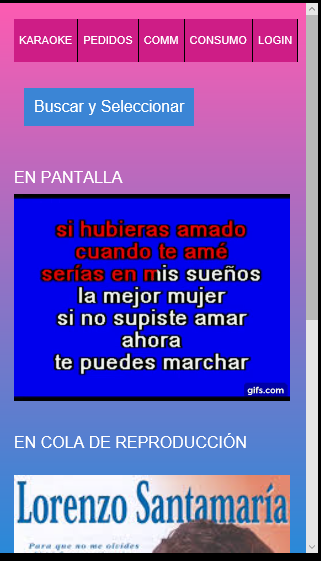 KARAOKE PEDIDOS COMM CONSUMO LOGIN
Buscar y Seleccionar
EN PANTALLA
si hubieras amado
cuando te amé
serías en mis sueños
la mejor mujer
si no supiste amar
ahora
te puedes marchar
gifs.com
EN COLA DE REPRODUCCIÓN
Lorenzo Santamaría
Para que no me olvides